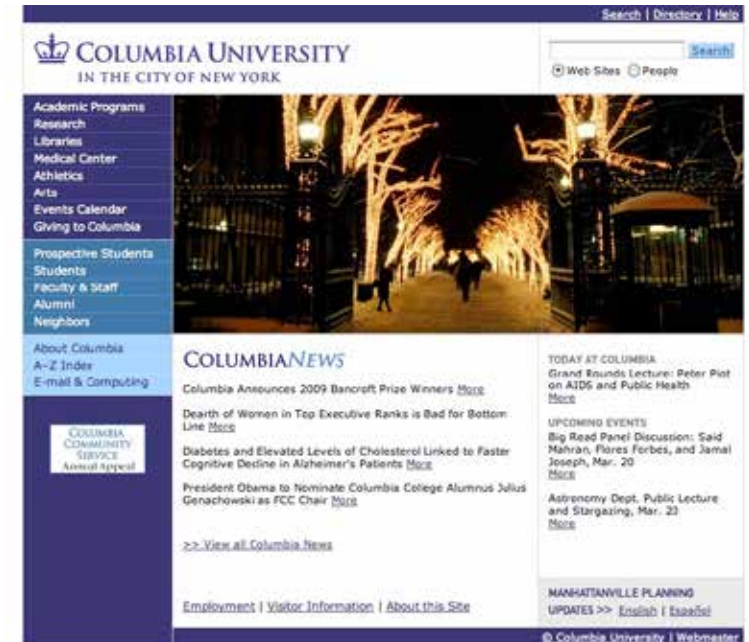 Search | Directory | Help
COLUMBIA UNIVERSITY
IN THE CITY OF NEW YORK
Search
Web Sites People
Academic Programs
Research
Libraries
Medical Center
Athletics
Arts
Events Calendar
Giving to Columbia
Prospective Students
Students
Faculty & Staff
Alumni
Neighbors
About Columbia
A–Z Index
E-mail & Computing
COLUMBIA
COMMUNITY
SERVICE
Annual Appeal
COLUMBIANEWS
Columbia Announces 2009 Bancroft Prize Winners More
Dearth of Women in Top Executive Ranks is Bad for Bottom
Line More
Diabetes and Elevated Levels of Cholesterol Linked to Faster
Cognitive Decline in Alzheimer's Patients More
President Obama to Nominate Columbia College Alumnus Julius
Genachowski as FCC Chair More
>> View all Columbia News
Employment | Visitor Information | About this Site
TODAY AT COLUMBIA
Grand Rounds Lecture: Peter Piot
on AIDS and Public Health
More
UPCOMING EVENTS
Big Read Panel Discussion: Said
Mahran, Flores Forbes, and Jamal
Joseph, Mar. 20
More
Astronomy Dept. Public Lecture
and Stargazing, Mar. 23
More
MANHATTANVILLE PLANNING
UPDATES >> English | Español
© Columbia University | Webmaster